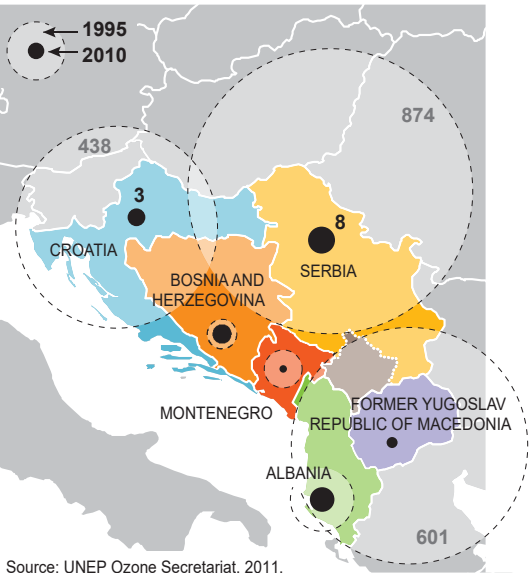 1995
2010
874
438
3
8
CROATIA
SERBIA
BOSNIA AND
HERZEGOVINA
MONTENEGRO
FORMER YUGOSLAV
REPUBLIC OF MACEDONIA
ALBANIA
601
Source: UNEP Ozone Secretariat, 2011.